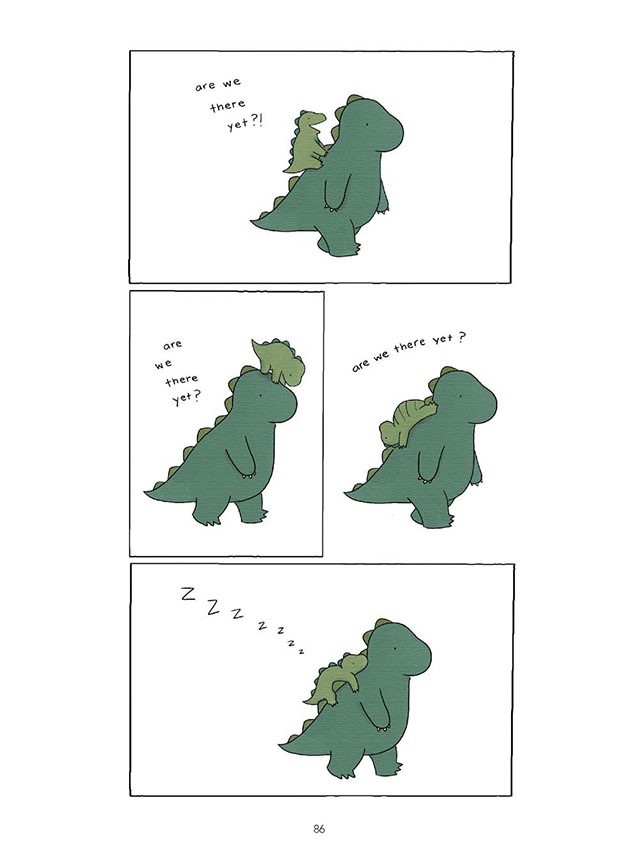 are we
there
yet?!
are
we
there
yet?
are we there yet?
Z Z Z Z Z Z Z
86